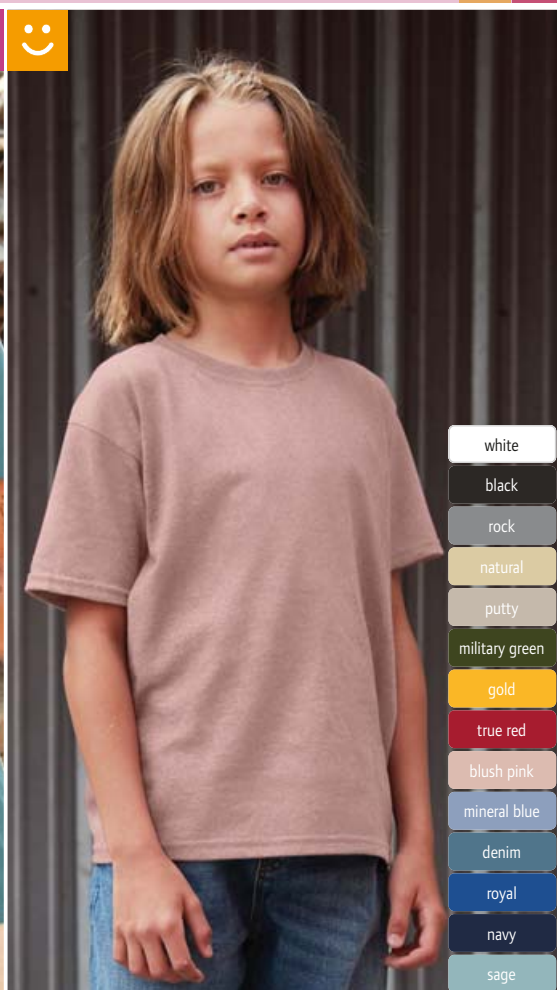 white
black
rock
natural
putty
military green
gold
true red
blush pink
mineral blue
denim
royal
navy
sage